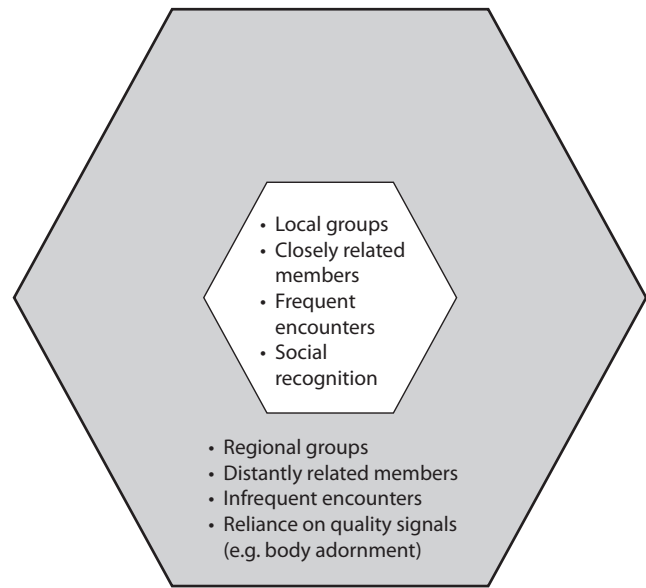 • Local groups
• Closely related
members
• Frequent
encounters
• Social
recognition
• Regional groups
• Distantly related members
• Infrequent encounters
• Reliance on quality signals
(e.g. body adornment)